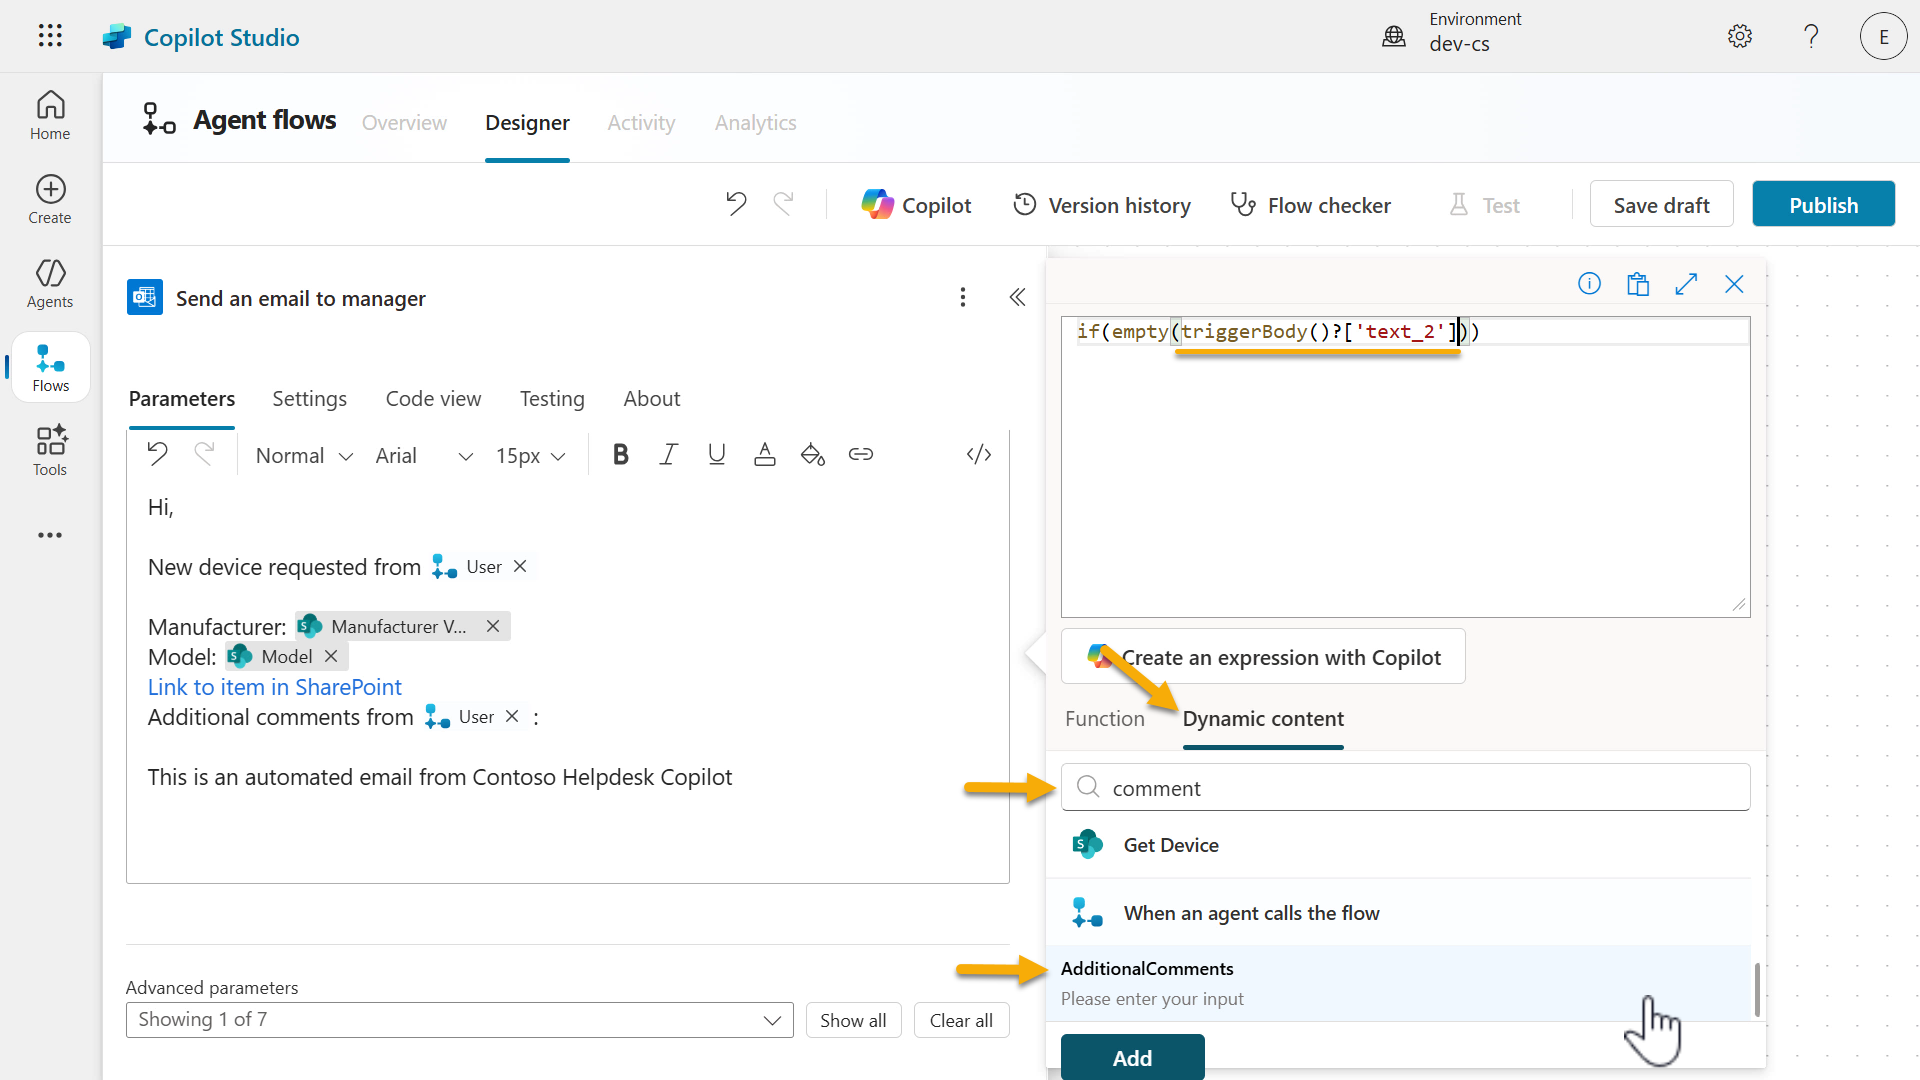 Copilot Studio
Environment
dev-cs
?
E
Home
Create
Agents
Flows
Tools
Agent flows
Overview
Designer
Activity
Analytics
Copilot
Version history
Flow checker
Test
Save draft
Publish
Send an email to manager
Parameters
Settings
Code view
Testing
About
Normal
Arial
15px
B
I
U
A
</>
Hi,
New device requested from User
Manufacturer: Manufacturer V...
Model: Model
Link to item in SharePoint
Additional comments from User :
This is an automated email from Contoso Helpdesk Copilot
Advanced parameters
Showing 1 of 7
Show all
Clear all
if(empty(triggerBody()?['text_2']))
Create an expression with Copilot
Function
Dynamic content
comment
Get Device
When an agent calls the flow
AdditionalComments
Please enter your input
Add